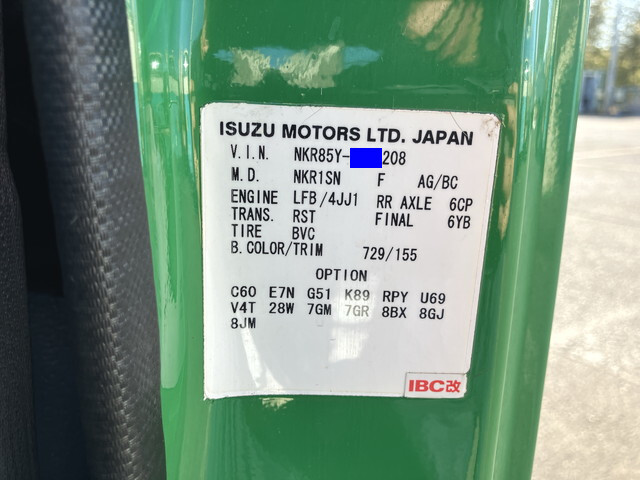 ISUZU MOTORS LTD. JAPAN
V.I.N. NKR85Y- 208
M.D. NKR1SN F AG/BC
ENGINE LFB/4JJ1 RR AXLE 6CP
TRANS. RST FINAL 6YB
TIRE BVC
B.COLOR/TRIM 729/155
OPTION
C60 E7N G51 K89 RPY U69
V4T 28W 7GM 7GR 8BX 8GJ
8JM
IBC改